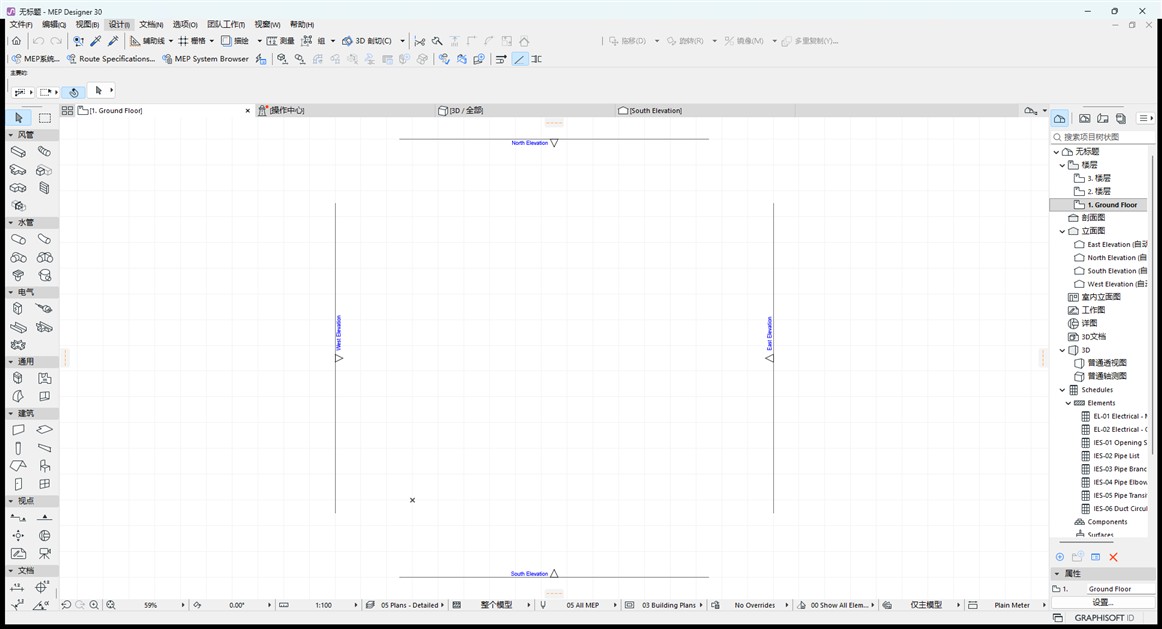 无标题 - MEP Designer 30
文件(F) 编辑(Q) 视图(B) 设计(I) 文档(N) 选项(O) 团队工作(T) 视窗(W) 帮助(H)
辅助线 栅格 描绘 测量 组 3D 剖切(C) 拖移(D) 旋转(R) 镜像(M) 多重复制(Y)...
MEP系统... Route Specifications... MEP System Browser
主要的:
[1. Ground Floor] [操作中心] [3D / 全部] [South Elevation]
风管
水管
电气
通用
建筑
视点
文档
North Elevation
West Elevation
East Elevation
South Elevation
搜索项目树状图
无标题
楼层
3. 楼层
2. 楼层
1. Ground Floor
剖面图
立面图
East Elevation (自动
North Elevation (自
South Elevation (自
West Elevation (自动
室内立面图
工作图
详图
3D文档
3D
普通透视图
普通轴测图
Schedules
Elements
EL-01 Electrical -
EL-02 Electrical -
IES-01 Opening S
IES-02 Pipe List
IES-03 Pipe Branc
IES-04 Pipe Elbow
IES-05 Pipe Transi
IES-06 Duct Circul
Components
Surfaces
属性
1. Ground Floor
设置...
59% 0.00° 1:100 05 Plans - Detailed 整个模型 05 All MEP 03 Building Plans No Overrides 00 Show All Elem... 仅主模型 Plain Meter
GRAPHISOFT ID